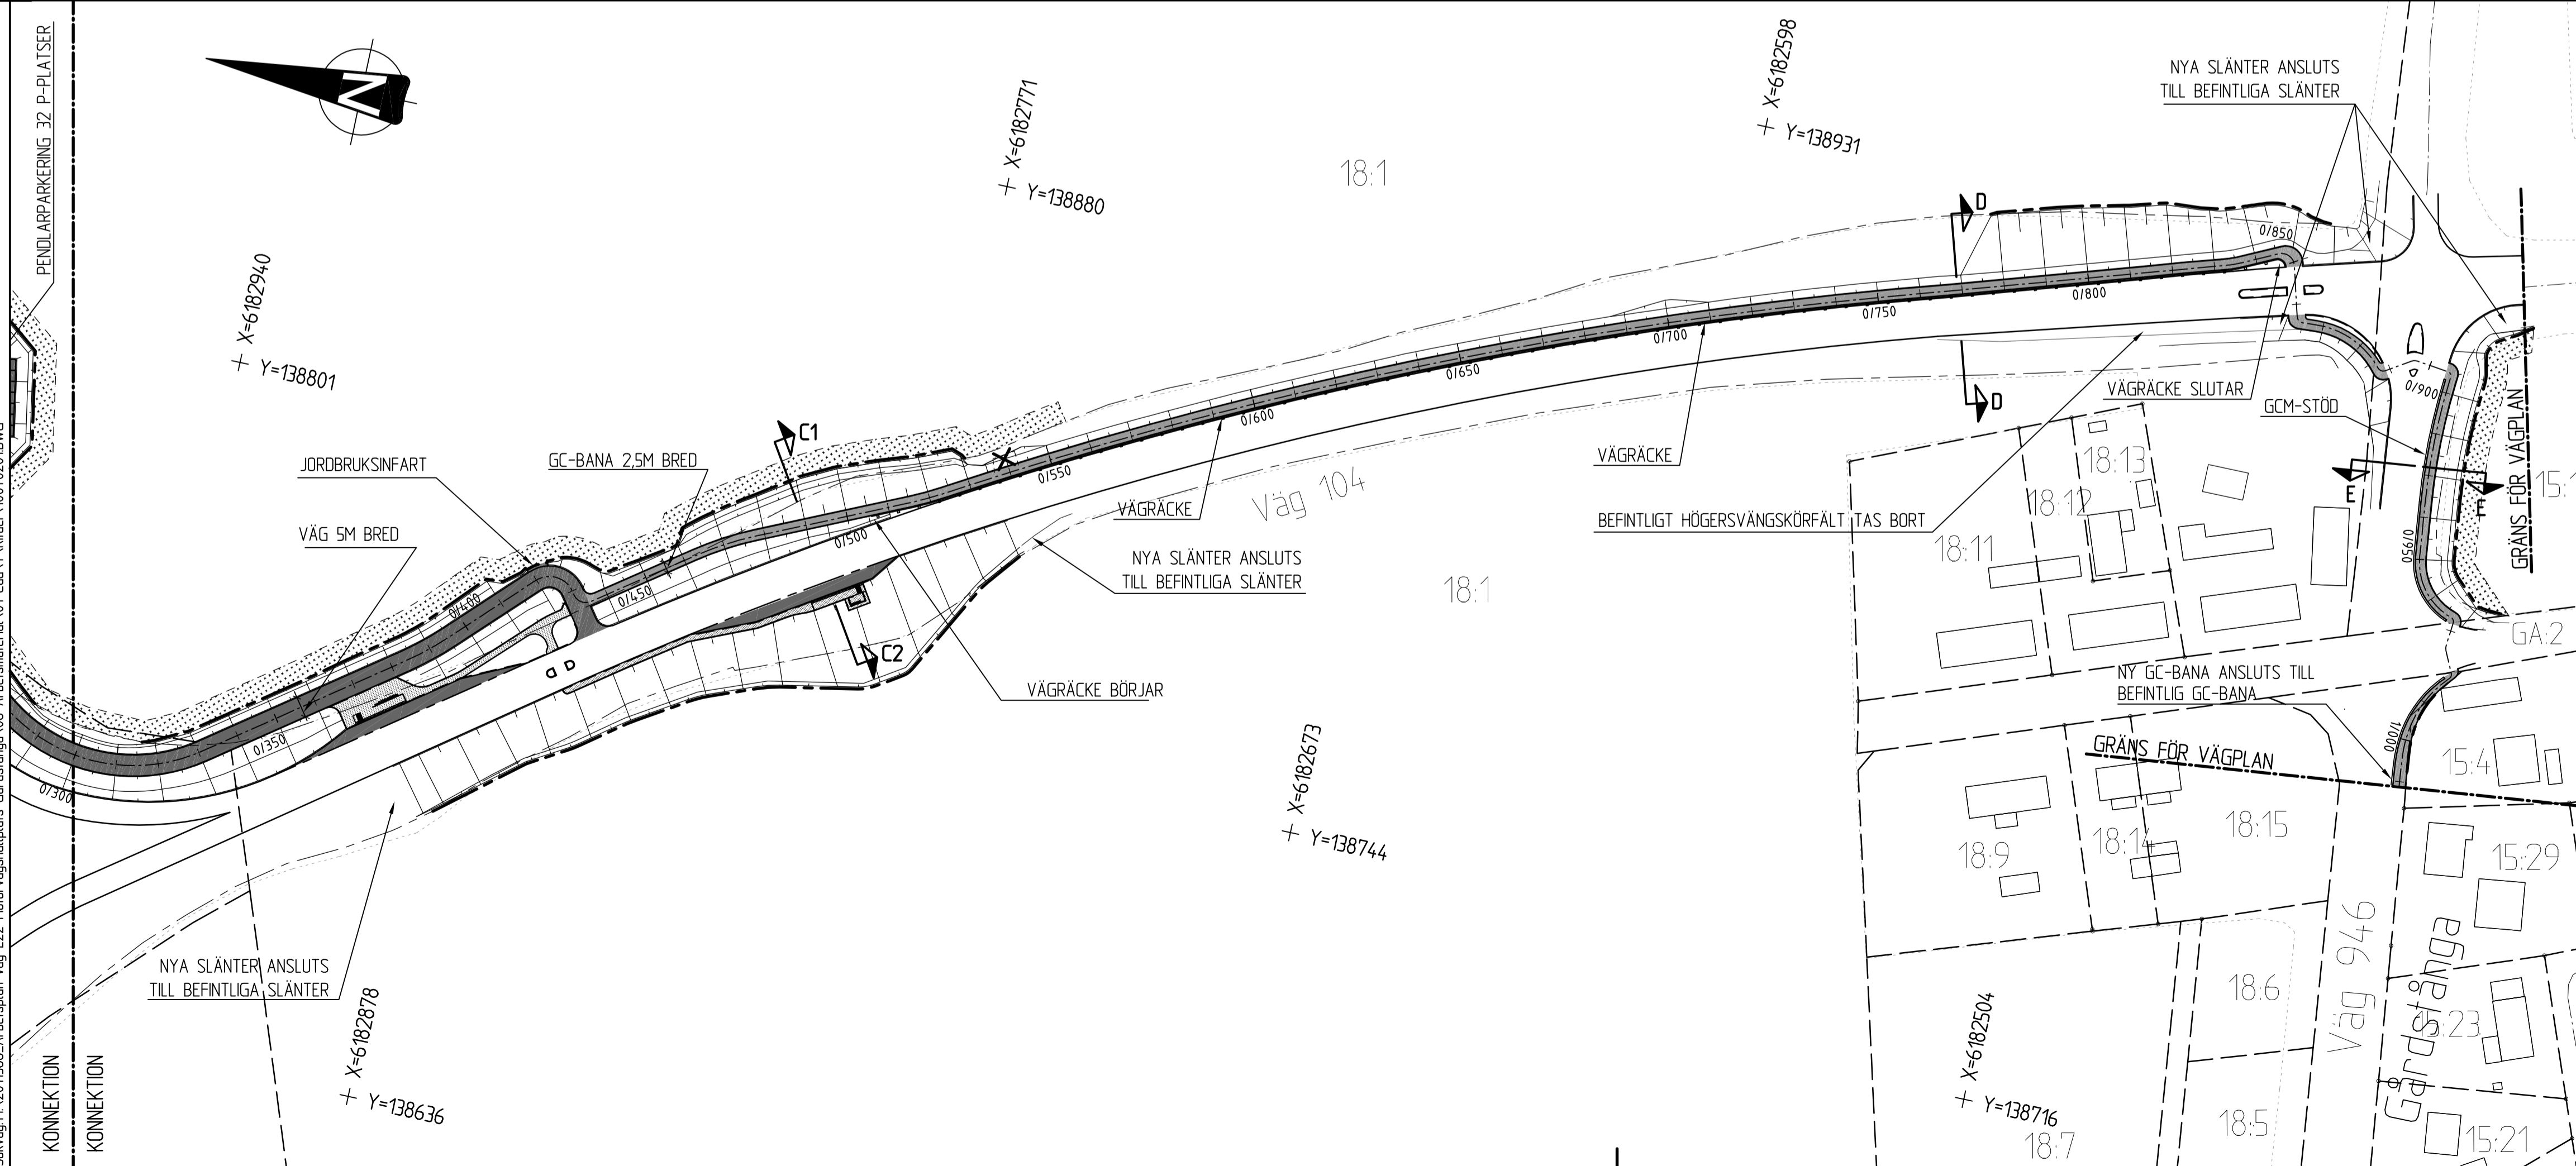 PENDLARPARKERING 32 P-PLATSER
N
X=6182940
Y=138801
X=6182771
Y=138880
X=6182598
Y=138931
18:1
NYA SLÄNTER ANSLUTS
TILL BEFINTLIGA SLÄNTER
D
0/850
0/800
0/750
0/700
0/650
0/600
0/550
0/500
0/450
0/400
0/350
0/300
C1
JORDBRUKSINFART
GC-BANA 2,5M BRED
VÄG 5M BRED
VÄGRÄCKE
Väg 104
VÄGRÄCKE
D
VÄGRÄCKE SLUTAR
GCM-STÖD
0/900
GRÄNS FÖR VÄGPLAN
BEFINTLIGT HÖGERSVÄNGSKÖRFÄLT TAS BORT
18:13
18:12
18:11
E
E
15:1
0/950
NYA SLÄNTER ANSLUTS
TILL BEFINTLIGA SLÄNTER
18:1
C2
VÄGRÄCKE BÖRJAR
GA:2
NY GC-BANA ANSLUTS TILL
BEFINTLIG GC-BANA
1/000
GRÄNS FÖR VÄGPLAN
15:4
X=6182673
Y=138744
18:9
18:14
18:15
15:29
NYA SLÄNTER ANSLUTS
TILL BEFINTLIGA SLÄNTER
X=6182878
Y=138636
X=6182504
Y=138716
18:6
Väg 946
Gårdstånga
15:23
18:5
18:7
15:21
KONNEKTION
KONNEKTION